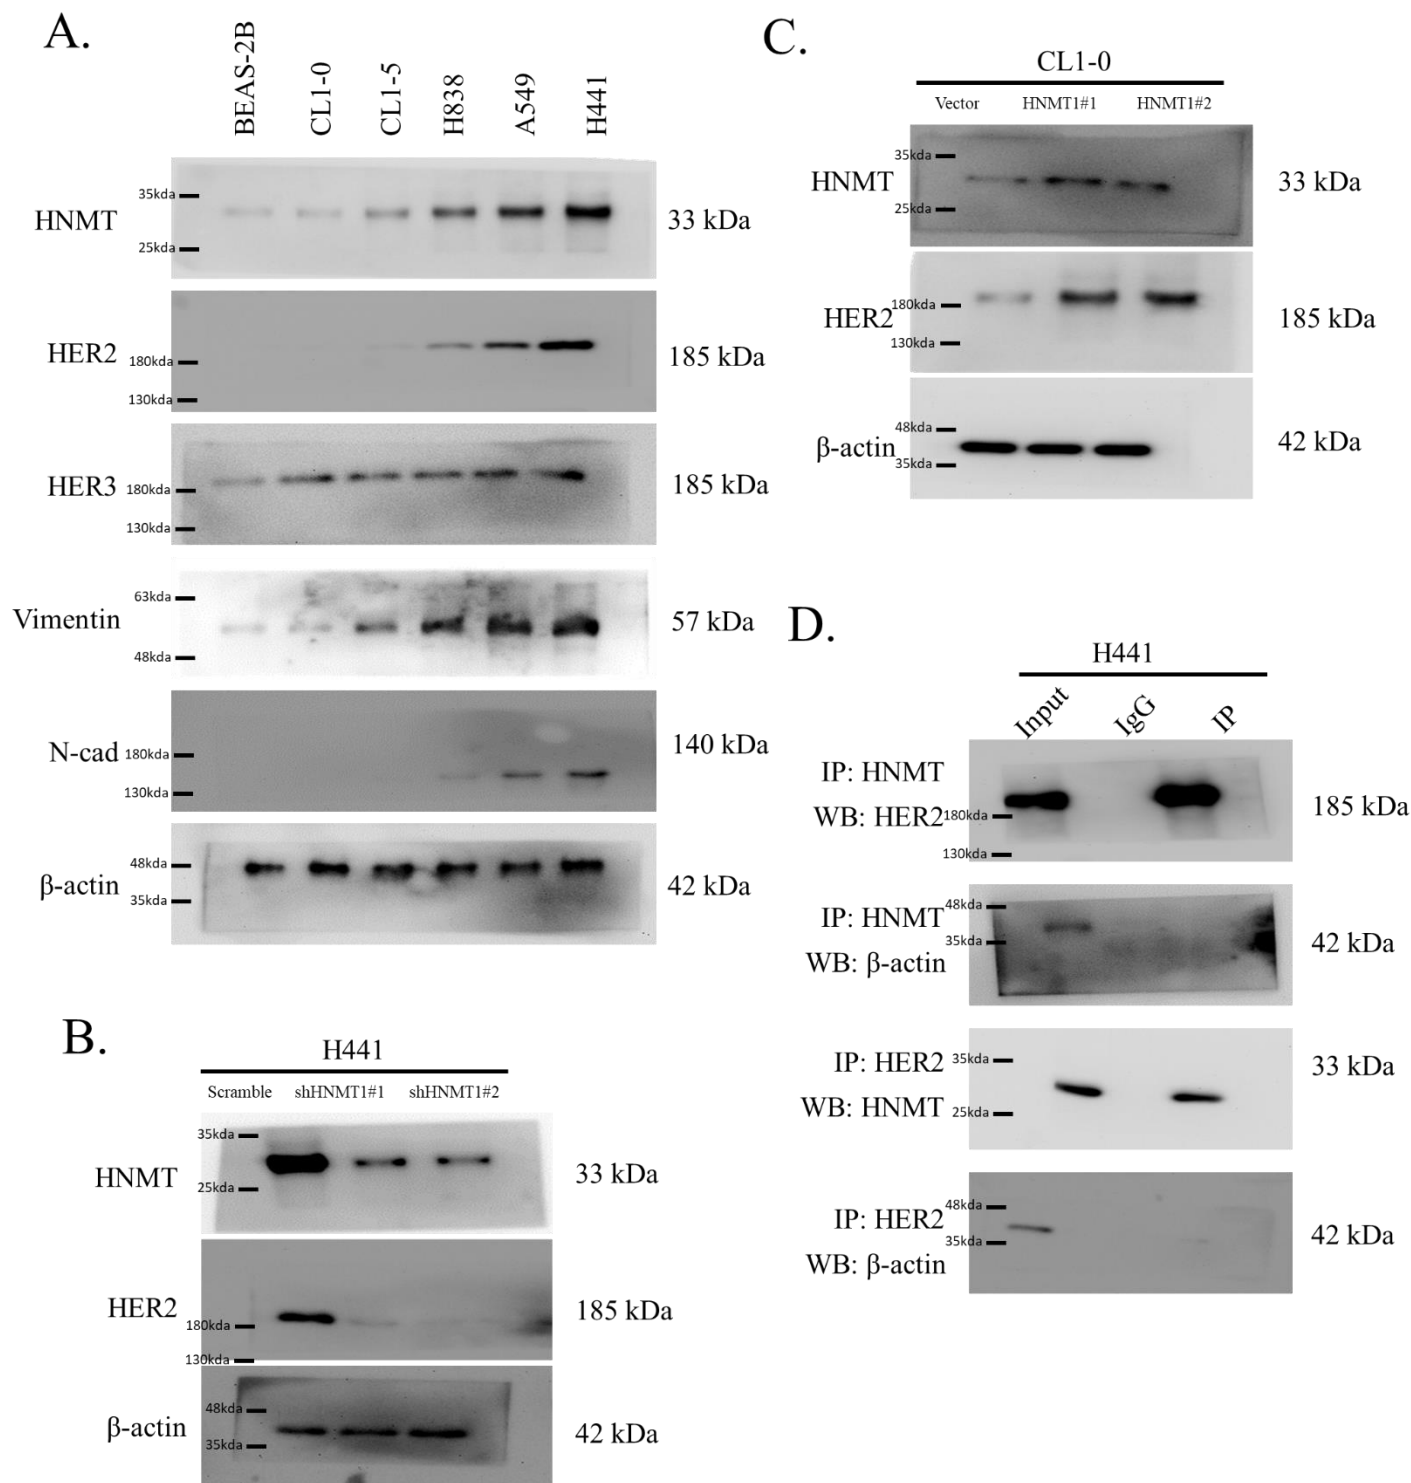 A.
BEAS-2B
CL1-0
CL1-5
H838
A549
H441
HNMT
35kda
25kda
33 kDa
HER2
180kda
130kda
185 kDa
HER3
180kda
130kda
185 kDa
Vimentin
63kda
48kda
57 kDa
N-cad
180kda
130kda
140 kDa
β-actin
48kda
35kda
42 kDa
B.
H441
Scramble shHNMT1#1 shHNMT1#2
HNMT
35kda
25kda
33 kDa
HER2
180kda
130kda
185 kDa
β-actin
48kda
35kda
42 kDa
C.
CL1-0
Vector HNMT1#1 HNMT1#2
HNMT
35kda
25kda
33 kDa
HER2
180kda
130kda
185 kDa
β-actin
48kda
35kda
42 kDa
D.
H441
Input IgG IP
IP: HNMT
WB: HER2
180kda
130kda
185 kDa
IP: HNMT
WB: β-actin
48kda
35kda
42 kDa
IP: HER2
WB: HNMT
35kda
25kda
33 kDa
IP: HER2
WB: β-actin
48kda
35kda
42 kDa